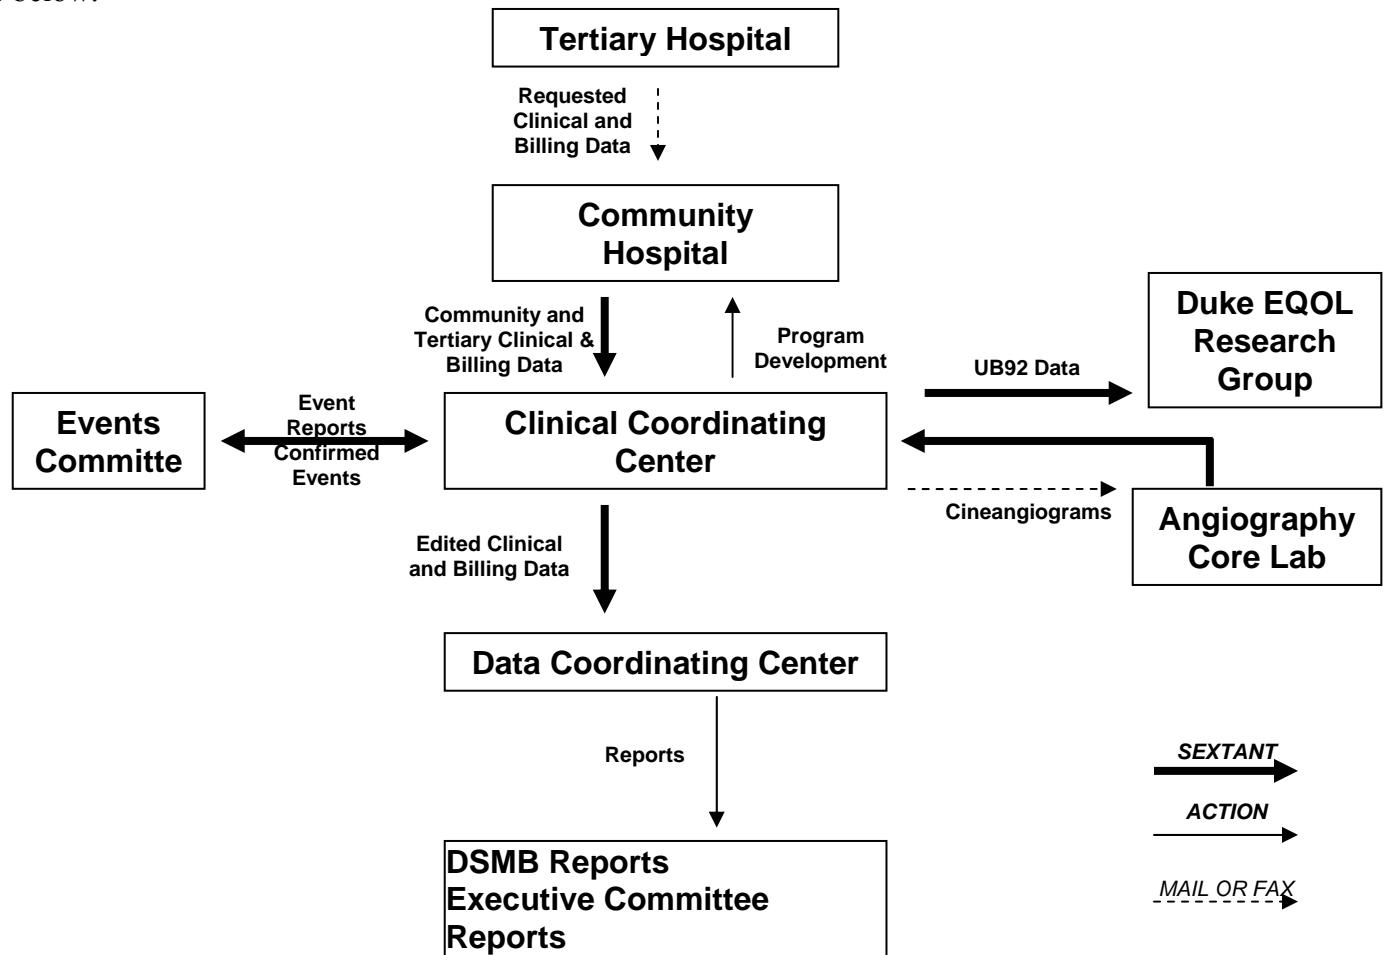 Tertiary Hospital
Requested
Clinical and
Billing Data
Community
Hospital
Community and
Tertiary Clinical &
Billing Data
Program
Development
UB92 Data
Duke EQOL
Research
Group
Events
Committe
Event
Reports
Confirmed
Events
Clinical Coordinating
Center
Cineangiograms
Angiography
Core Lab
Edited Clinical
and Billing Data
Data Coordinating Center
Reports
SEXTANT
ACTION
MAIL OR FAX
DSMB Reports
Executive Committee
Reports